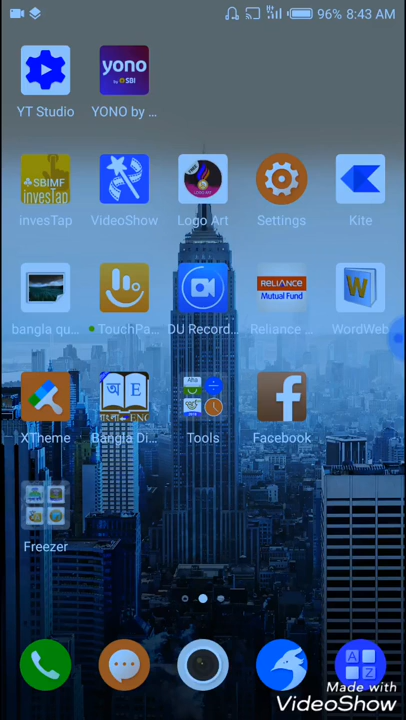 96% 8:43 AM
yono
by SBI
YT Studio
YONO by ...
SBIMF
invesTap
invesTap
VideoShow
Logo Art
Settings
Kite
RELIANCE
Mutual Fund
W
bangla qu...
TouchPa...
DU Record...
Reliance ...
WordWeb
অ E
বাংলা ENG
f
XTheme
Bangla Di...
Tools
Facebook
Freezer
A
Z
Made with
VideoShow